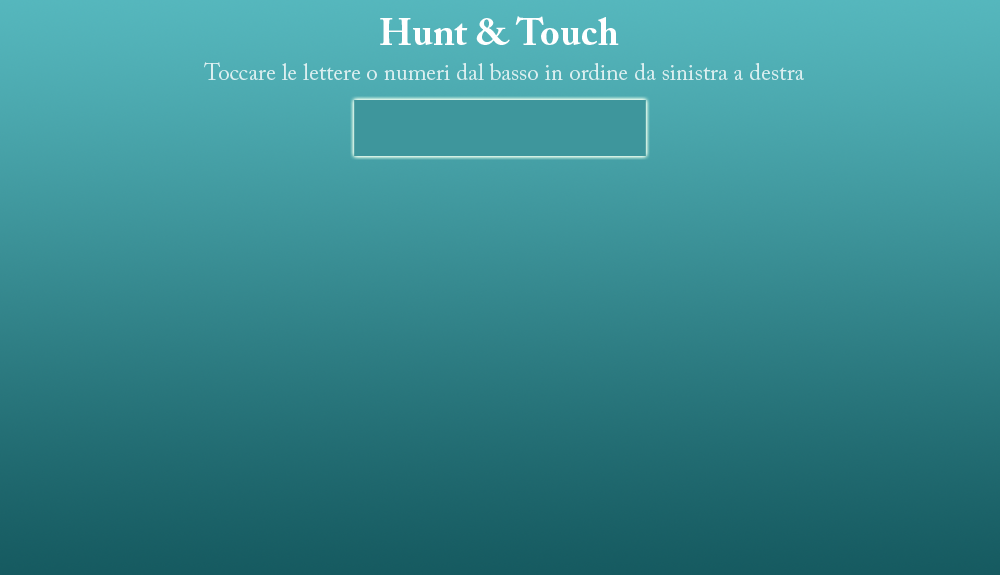 Hunt & Touch
Toccare le lettere o numeri dal basso in ordine da sinistra a destra